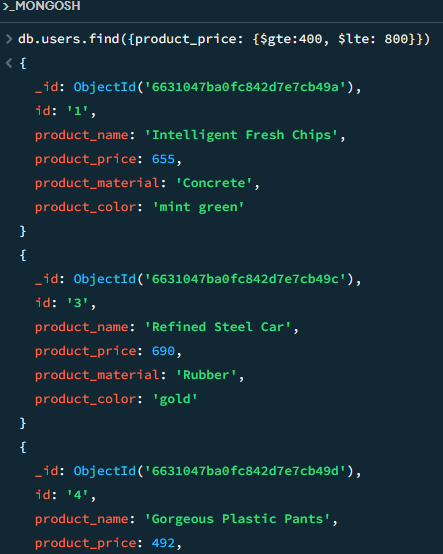 >_MONGOSH
> db.users.find({product_price: {$gte:400, $lte: 800}})
< {
_id: ObjectId('6631047ba0fc842d7e7cb49a'),
id: '1',
product_name: 'Intelligent Fresh Chips',
product_price: 655,
product_material: 'Concrete',
product_color: 'mint green'
}
{
_id: ObjectId('6631047ba0fc842d7e7cb49c'),
id: '3',
product_name: 'Refined Steel Car',
product_price: 690,
product_material: 'Rubber',
product_color: 'gold'
}
{
_id: ObjectId('6631047ba0fc842d7e7cb49d'),
id: '4',
product_name: 'Gorgeous Plastic Pants',
product_price: 492,